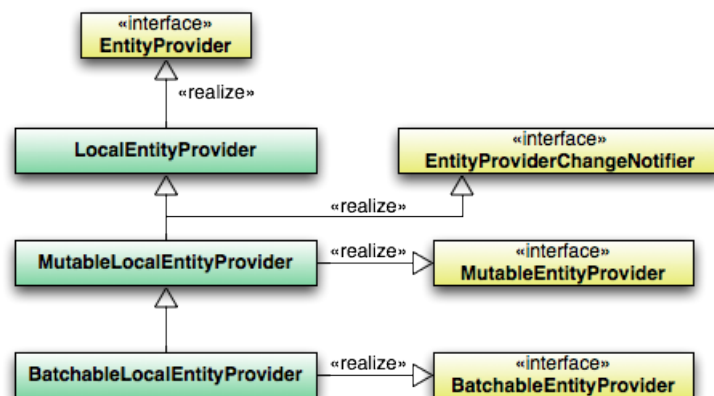 «interface»
EntityProvider
«realize»
LocalEntityProvider
«interface»
EntityProviderChangeNotifier
«realize»
MutableLocalEntityProvider
«realize»
«interface»
MutableEntityProvider
BatchableLocalEntityProvider
«realize»
«interface»
BatchableEntityProvider